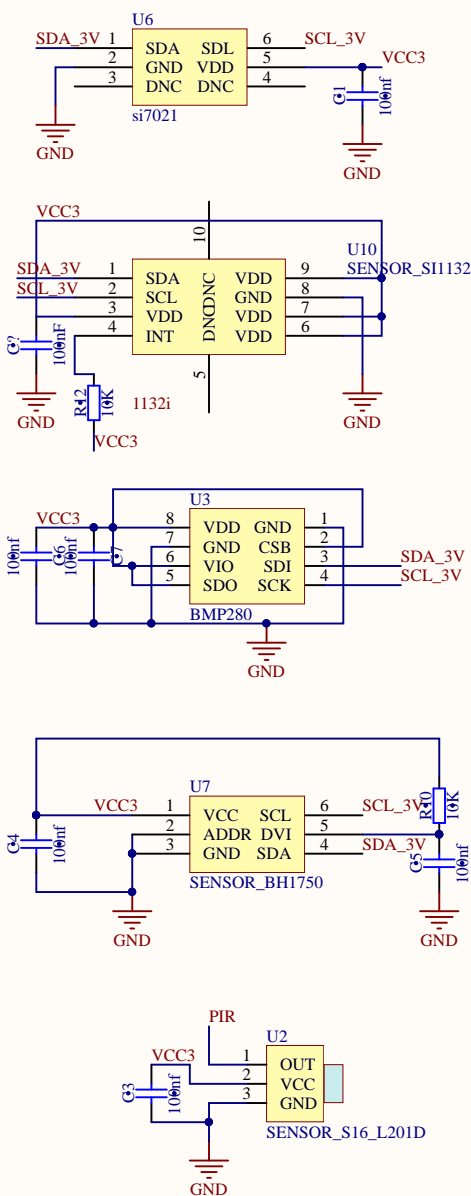 U6
SDA_3V 1 SDA SDL 6 SCL_3V
2 GND VDD 5 VCC3
3 DNC DNC 4
si7021
C1 100nf
GND
GND
VCC3
10
U10
SENSOR_SI1132
SDA_3V 1 SDA DNC VDD 9
SCL_3V 2 SCL GND 8
3 VDD DNC VDD 7
4 INT VDD 6
C? 100nF
5
R12 10K
1132i
GND
GND
VCC3
U3
VCC3 8 VDD GND 1
7 GND CSB 2
6 VIO SDI 3 SDA_3V
5 SDO SCK 4 SCL_3V
100nf C6 100nf C7
BMP280
GND
U7
R10 10K
VCC3 1 VCC SCL 6 SCL_3V
2 ADDR DVI 5
3 GND SDA 4 SDA_3V
C4 100nf
C5 100nf
SENSOR_BH1750
GND
GND
PIR
U2
VCC3
1 OUT
2 VCC
3 GND
C3 100nf
SENSOR_S16_L201D
GND